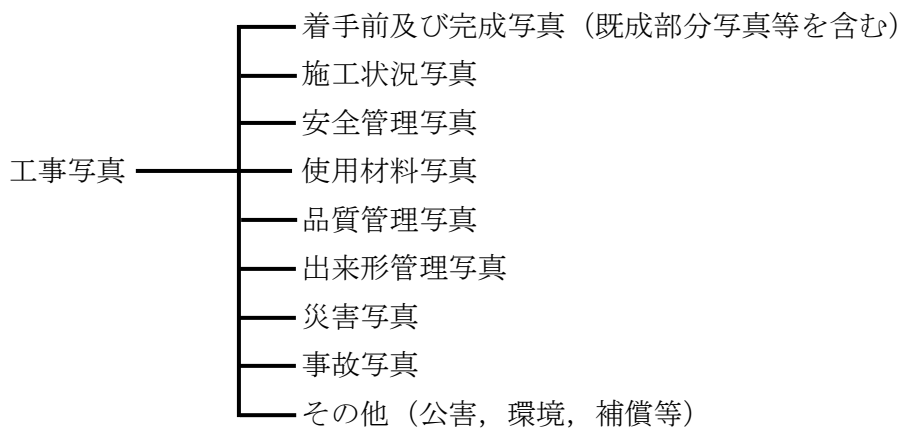 着手前及び完成写真（既成部分写真等を含む）
施工状況写真
安全管理写真
工事写真
使用材料写真
品質管理写真
出来形管理写真
災害写真
事故写真
その他（公害，環境，補償等）